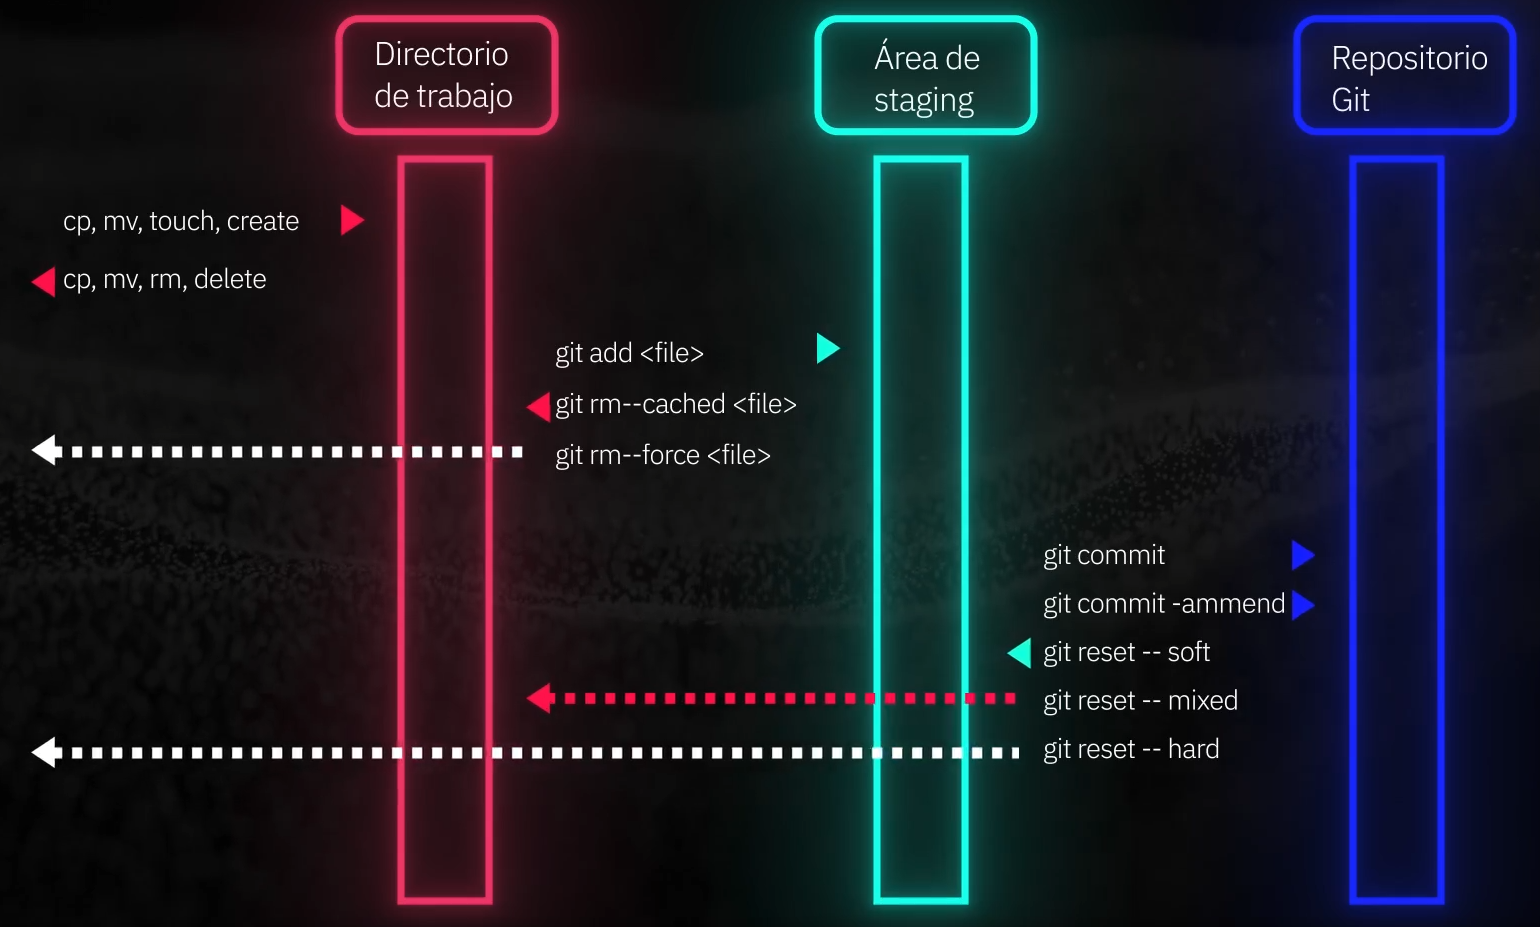 Directorio
de trabajo
Área de
staging
Repositorio
Git
cp, mv, touch, create
cp, mv, rm, delete
git add <file>
git rm--cached <file>
git rm--force <file>
git commit
git commit -ammend
git reset -- soft
git reset -- mixed
git reset -- hard